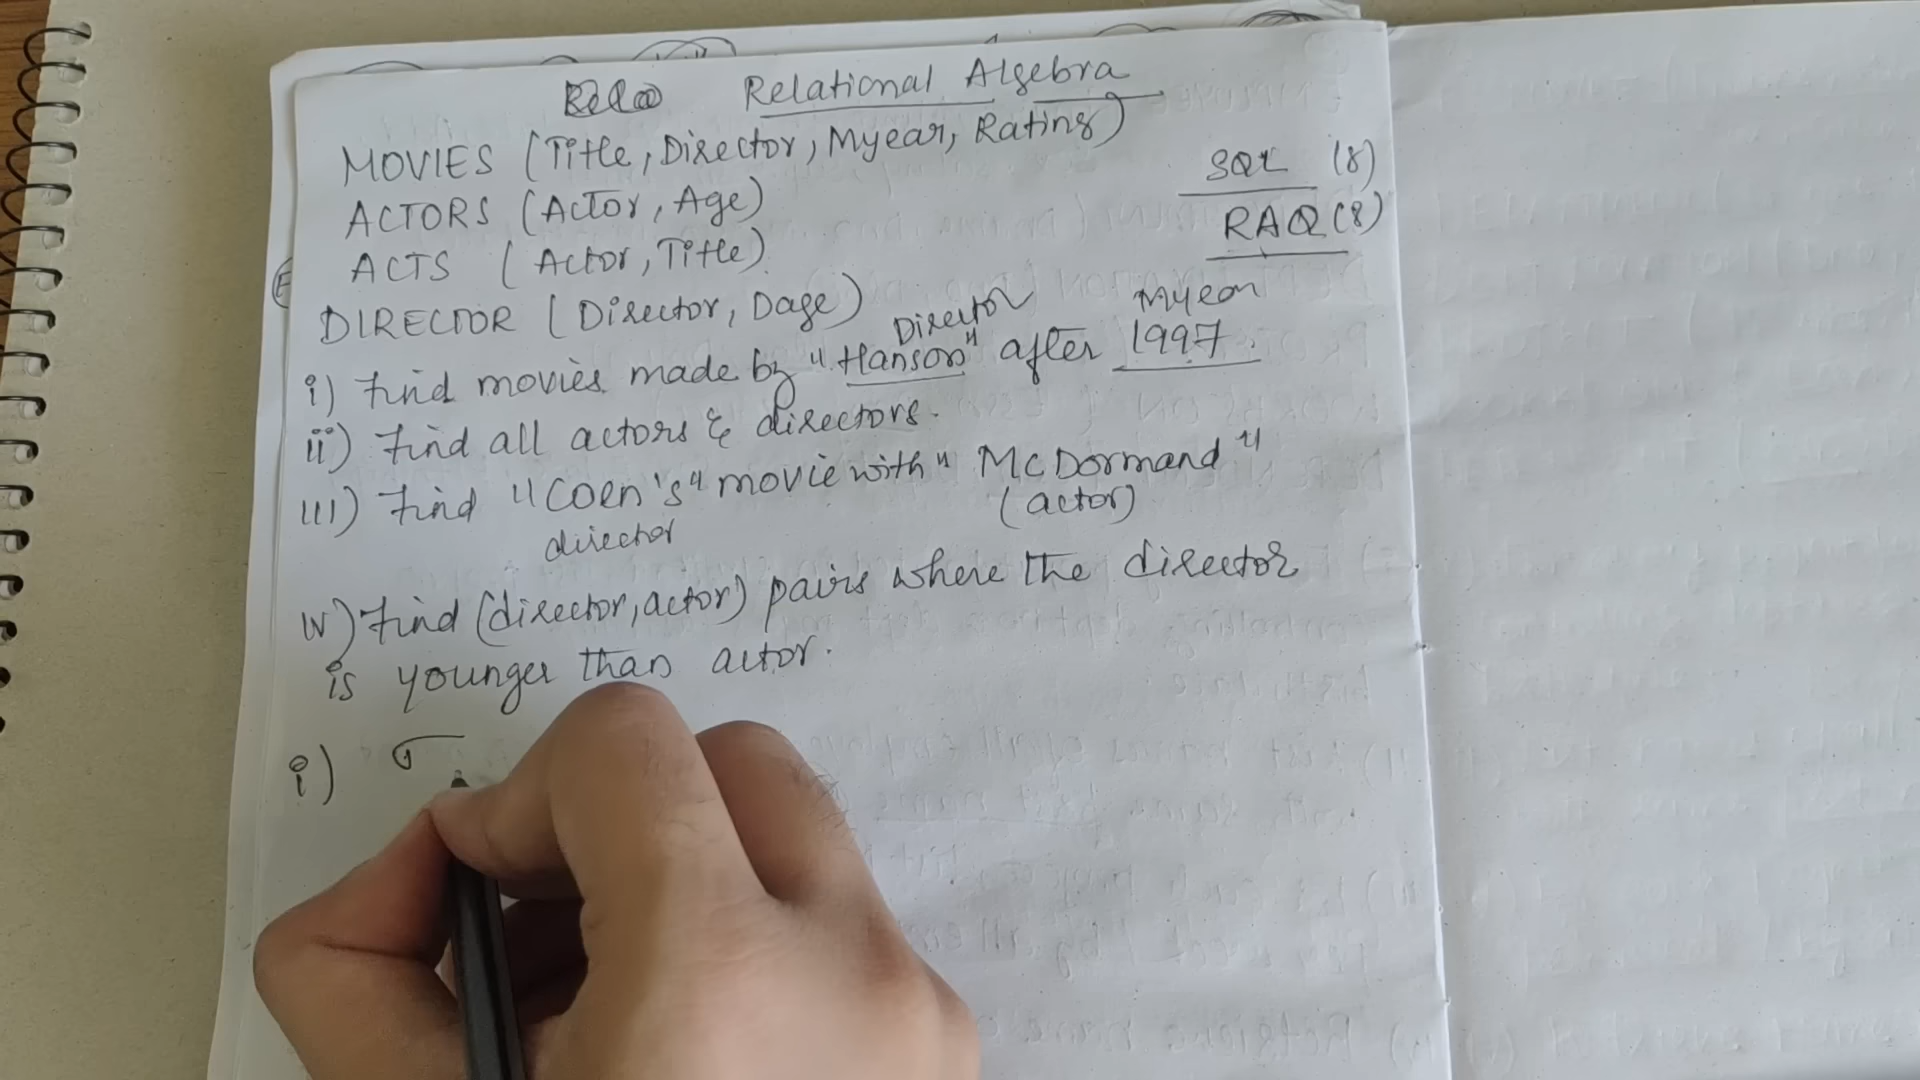 Relational Algebra
MOVIES (Title, Director, Myear, Rating)
ACTORS (Actor, Age)
ACTS (Actor, Title)
DIRECTOR (Director, Dage)
SQL (8)
RAQ (8)
Director Myear
i) Find movies made by "Hanson" after 1997.
ii) Find all actors & directors.
iii) Find "Coen's" movie with "McDormand"
director (actor)
iv) Find (director, actor) pairs where the director
is younger than actor.
i) σ